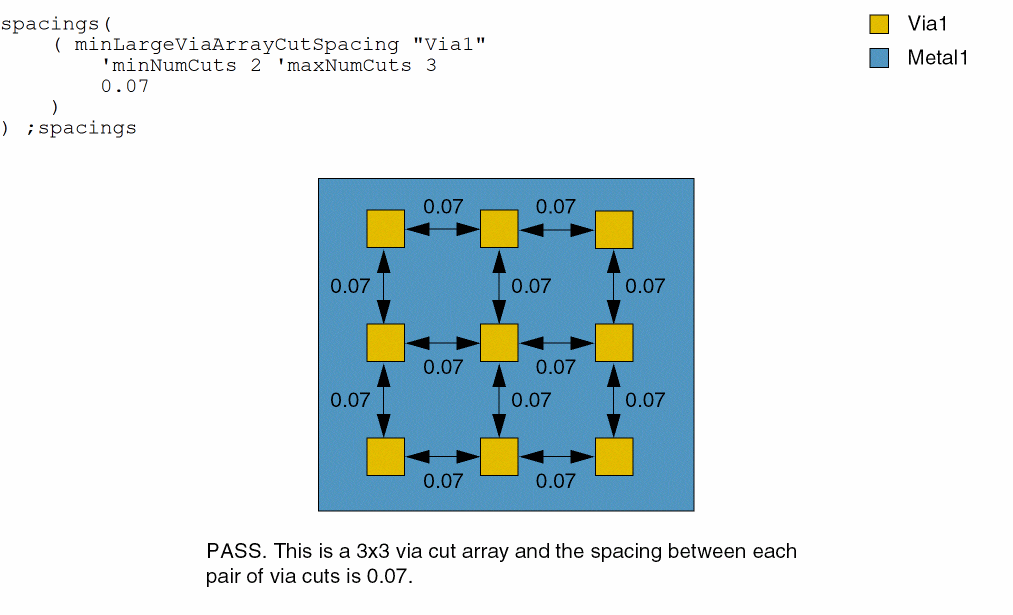 spacings(
( minLargeViaArrayCutSpacing "Via1"
'minNumCuts 2 'maxNumCuts 3
0.07
)
) ;spacings
Via1
Metal1
0.07 0.07
0.07 0.07 0.07
0.07 0.07
0.07 0.07 0.07
0.07 0.07
PASS. This is a 3x3 via cut array and the spacing between each
pair of via cuts is 0.07.